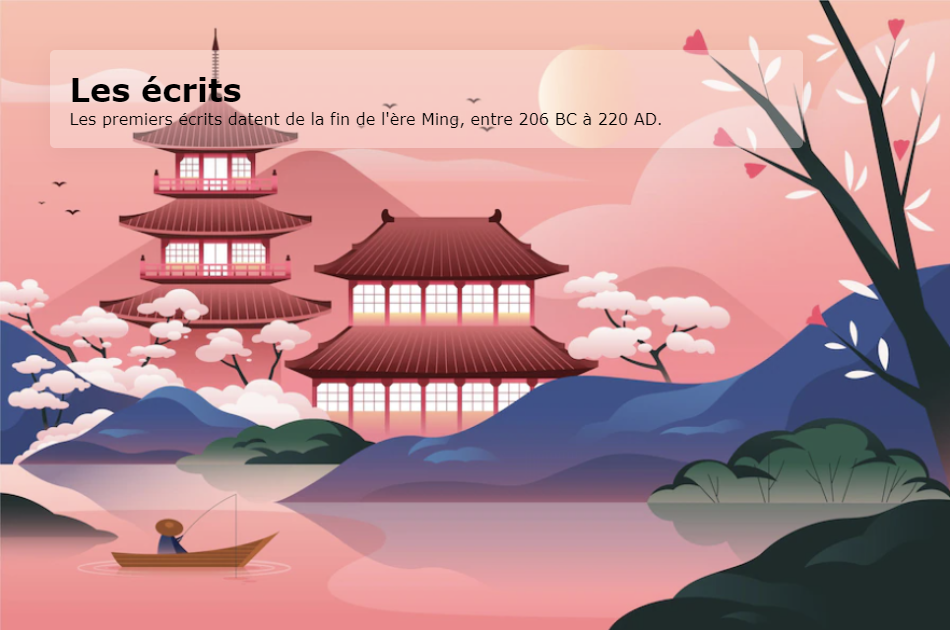 Les écrits
Les premiers écrits datent de la fin de l'ère Ming, entre 206 BC à 220 AD.